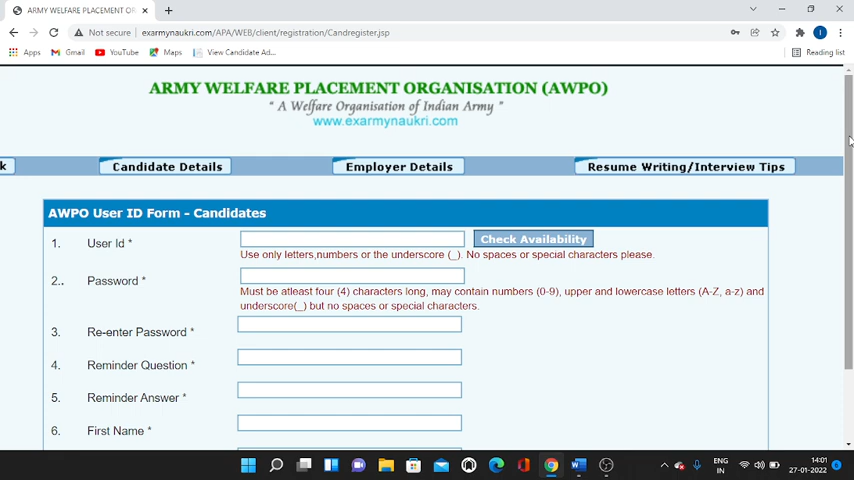 ARMY WELFARE PLACEMENT OR
Not secure
exarmynaukri.com/APA/WEB/client/registration/Candregister.jsp
I
Apps
Gmail
YouTube
Maps
View Candidate Ad...
Reading list
ARMY WELFARE PLACEMENT ORGANISATION (AWPO)
" A Welfare Organisation of Indian Army "
www.exarmynaukri.com
k
Candidate Details
Employer Details
Resume Writing/Interview Tips
AWPO User ID Form - Candidates
1. User Id *
Check Availability
Use only letters,numbers or the underscore (_). No spaces or special characters please.
2.. Password *
Must be atleast four (4) characters long, may contain numbers (0-9), upper and lowercase letters (A-Z, a-z) and
underscore(_) but no spaces or special characters.
3. Re-enter Password *
4. Reminder Question *
5. Reminder Answer *
6. First Name *
ENG
IN
14:01
27-01-2022